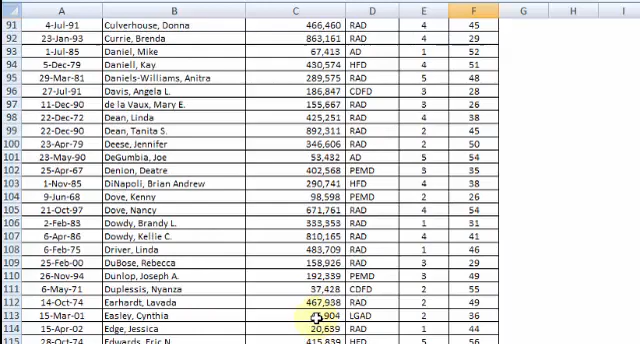 A B C D E F G H I
91 4-Jul-91 Culverhouse, Donna 466,460 RAD 4 45
92 23-Jan-93 Currie, Brenda 863,161 RAD 4 29
93 1-Jul-85 Daniel, Mike 67,413 AD 1 52
94 5-Dec-79 Daniell, Kay 430,574 HFD 4 51
95 29-Mar-81 Daniels-Williams, Anitra 289,575 RAD 5 48
96 27-Jul-91 Davis, Angela L. 186,847 CDFD 3 28
97 11-Dec-90 de la Vaux, Mary E. 155,667 RAD 3 26
98 22-Dec-72 Dean, Linda 425,251 RAD 4 38
99 22-Dec-90 Dean, Tanita S. 892,311 RAD 2 45
100 23-Apr-79 Deese, Jennifer 346,606 RAD 2 50
101 23-May-90 DeGumbia, Joe 53,432 AD 5 54
102 25-Apr-67 Denion, Deatre 402,568 PEMD 3 35
103 1-Nov-85 DiNapoli, Brian Andrew 290,741 HFD 4 38
104 9-Jun-68 Dove, Kenny 98,598 PEMD 2 26
105 21-Oct-97 Dove, Nancy 671,761 RAD 4 54
106 2-Feb-83 Dowdy, Brandy L. 333,353 RAD 1 31
107 6-Apr-86 Dowdy, Kellie C. 810,165 RAD 4 41
108 6-Feb-75 Driver, Linda 483,709 RAD 1 46
109 25-Feb-00 DuBose, Rebecca 158,926 RAD 3 29
110 26-Nov-94 Dunlop, Joseph A. 192,339 PEMD 3 49
111 6-May-71 Duplessis, Nyanza 37,428 CDFD 2 55
112 14-Oct-74 Earhardt, Lavada 467,938 RAD 2 49
113 15-Mar-01 Easley, Cynthia LGAD 2 36
114 15-Apr-02 Edge, Jessica 20,639 RAD 1 44
115 28-Oct-74 Edwards, Eric N. 415,839 HFD 5 56